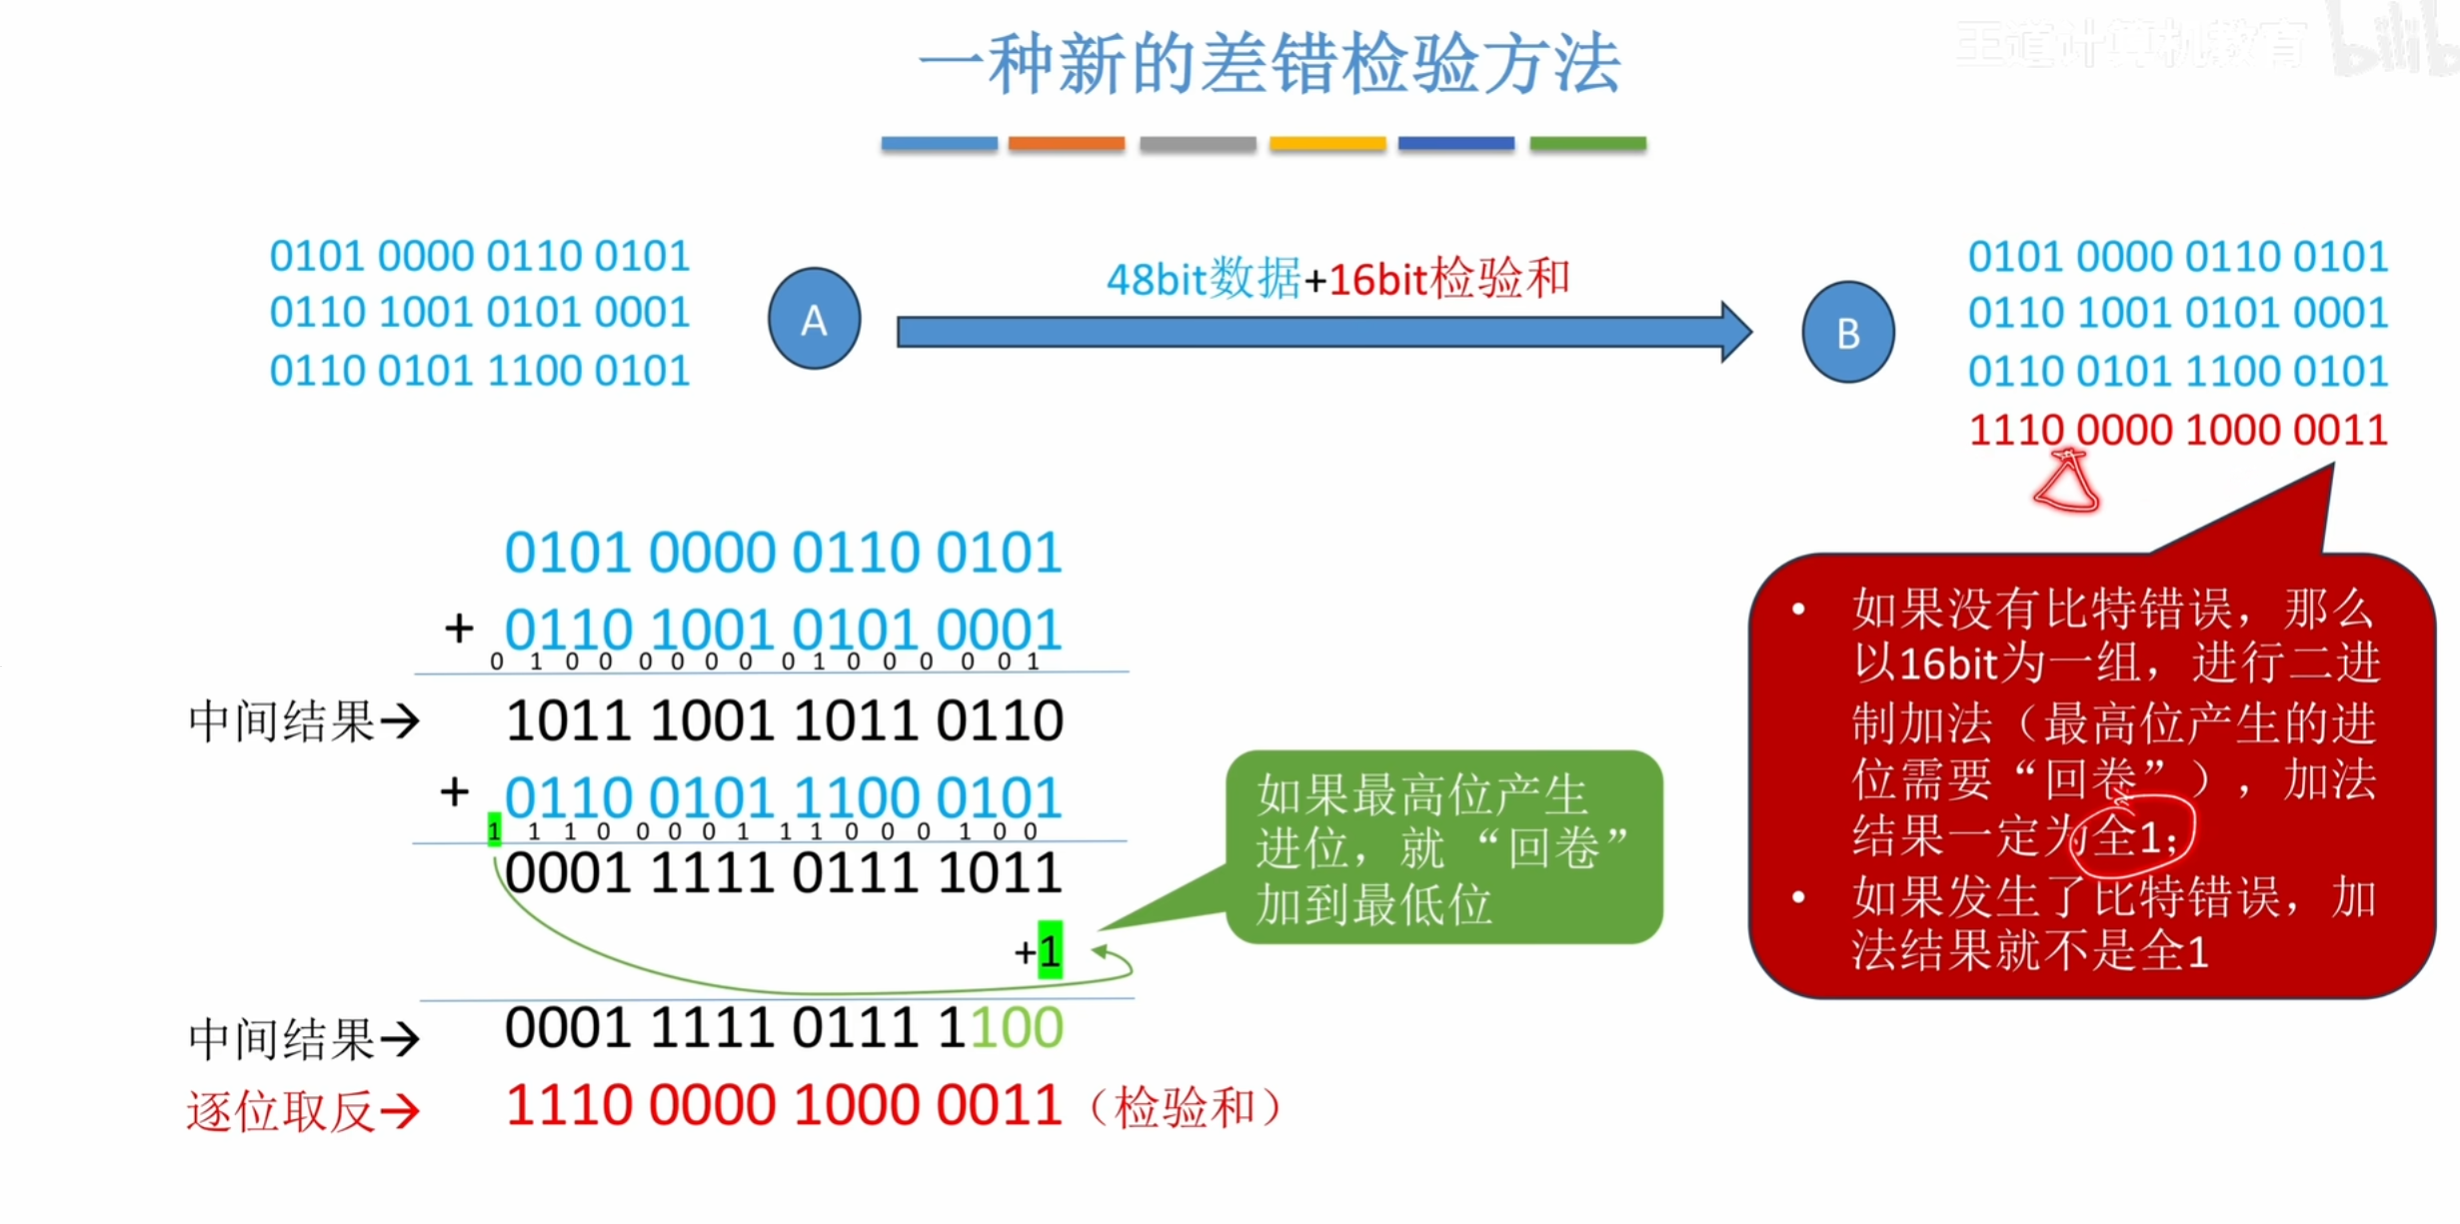 王道计算机教育
一种新的差错检验方法
0101 0000 0110 0101
0110 1001 0101 0001
0110 0101 1100 0101
A
48bit数据+16bit检验和
B
0101 0000 0110 0101
0110 1001 0101 0001
0110 0101 1100 0101
1110 0000 1000 0011
0101 0000 0110 0101
+ 0110 1001 0101 0001
0 1 0 0 0 0 0 0 0 1 0 0 0 0 0 1
中间结果→ 1011 1001 1011 0110
+ 0110 0101 1100 0101
1 1 1 0 0 0 0 1 1 1 0 0 0 1 0 0
0001 1111 0111 1011
+1
中间结果→ 0001 1111 0111 1100
逐位取反→ 1110 0000 1000 0011（检验和）
如果最高位产生
进位，就“回卷”
加到最低位
• 如果没有比特错误，那么
以16bit为一组，进行二进
制加法（最高位产生的进
位需要“回卷”），加法
结果一定为全1；
• 如果发生了比特错误，加
法结果就不是全1